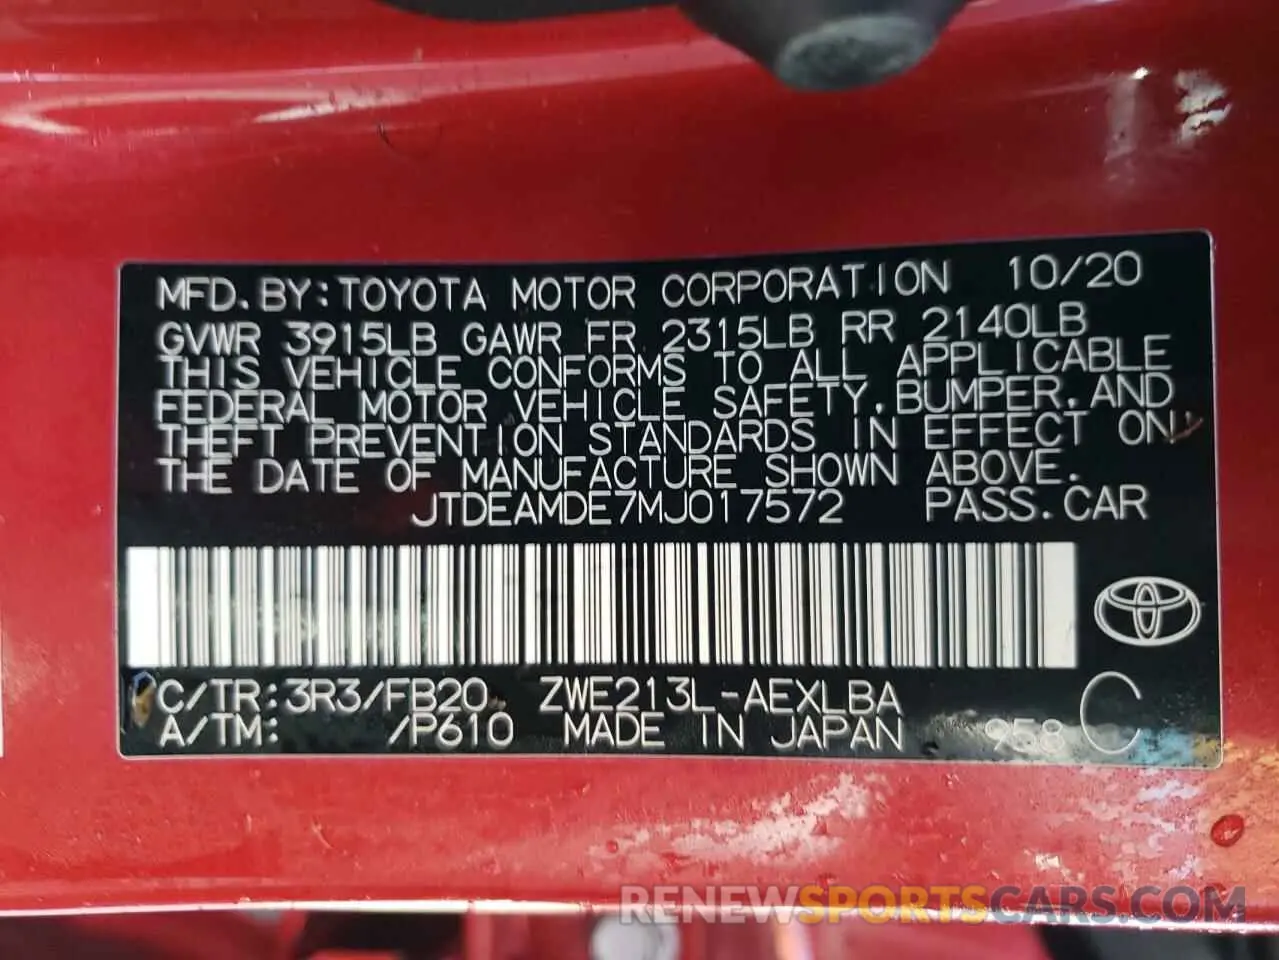 MFD.BY:TOYOTA MOTOR CORPORATION 10/20
GVWR 3915LB GAWR FR 2315LB RR 2140LB
THIS VEHICLE CONFORMS TO ALL APPLICABLE
FEDERAL MOTOR VEHICLE SAFETY,BUMPER,AND
THEFT PREVENTION STANDARDS IN EFFECT ON
THE DATE OF MANUFACTURE SHOWN ABOVE.
JTDEAMDE7MJ017572 PASS.CAR
C/TR:3R3/FB20 ZWE213L-AEXLBA
A/TM: /P610 MADE IN JAPAN 958 C
RENEWSPORTSCARS.COM